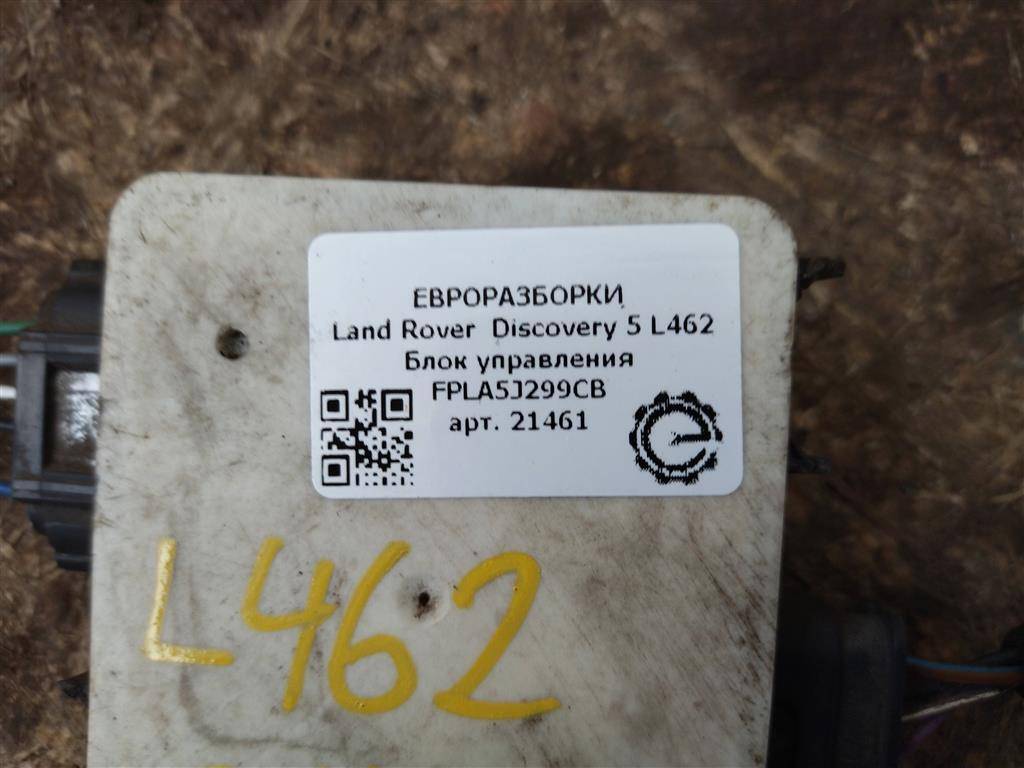 ЕВРОРАЗБОРКИ
Land Rover Discovery 5 L462
Блок управления
FPLA5J299CB
арт. 21461
L462